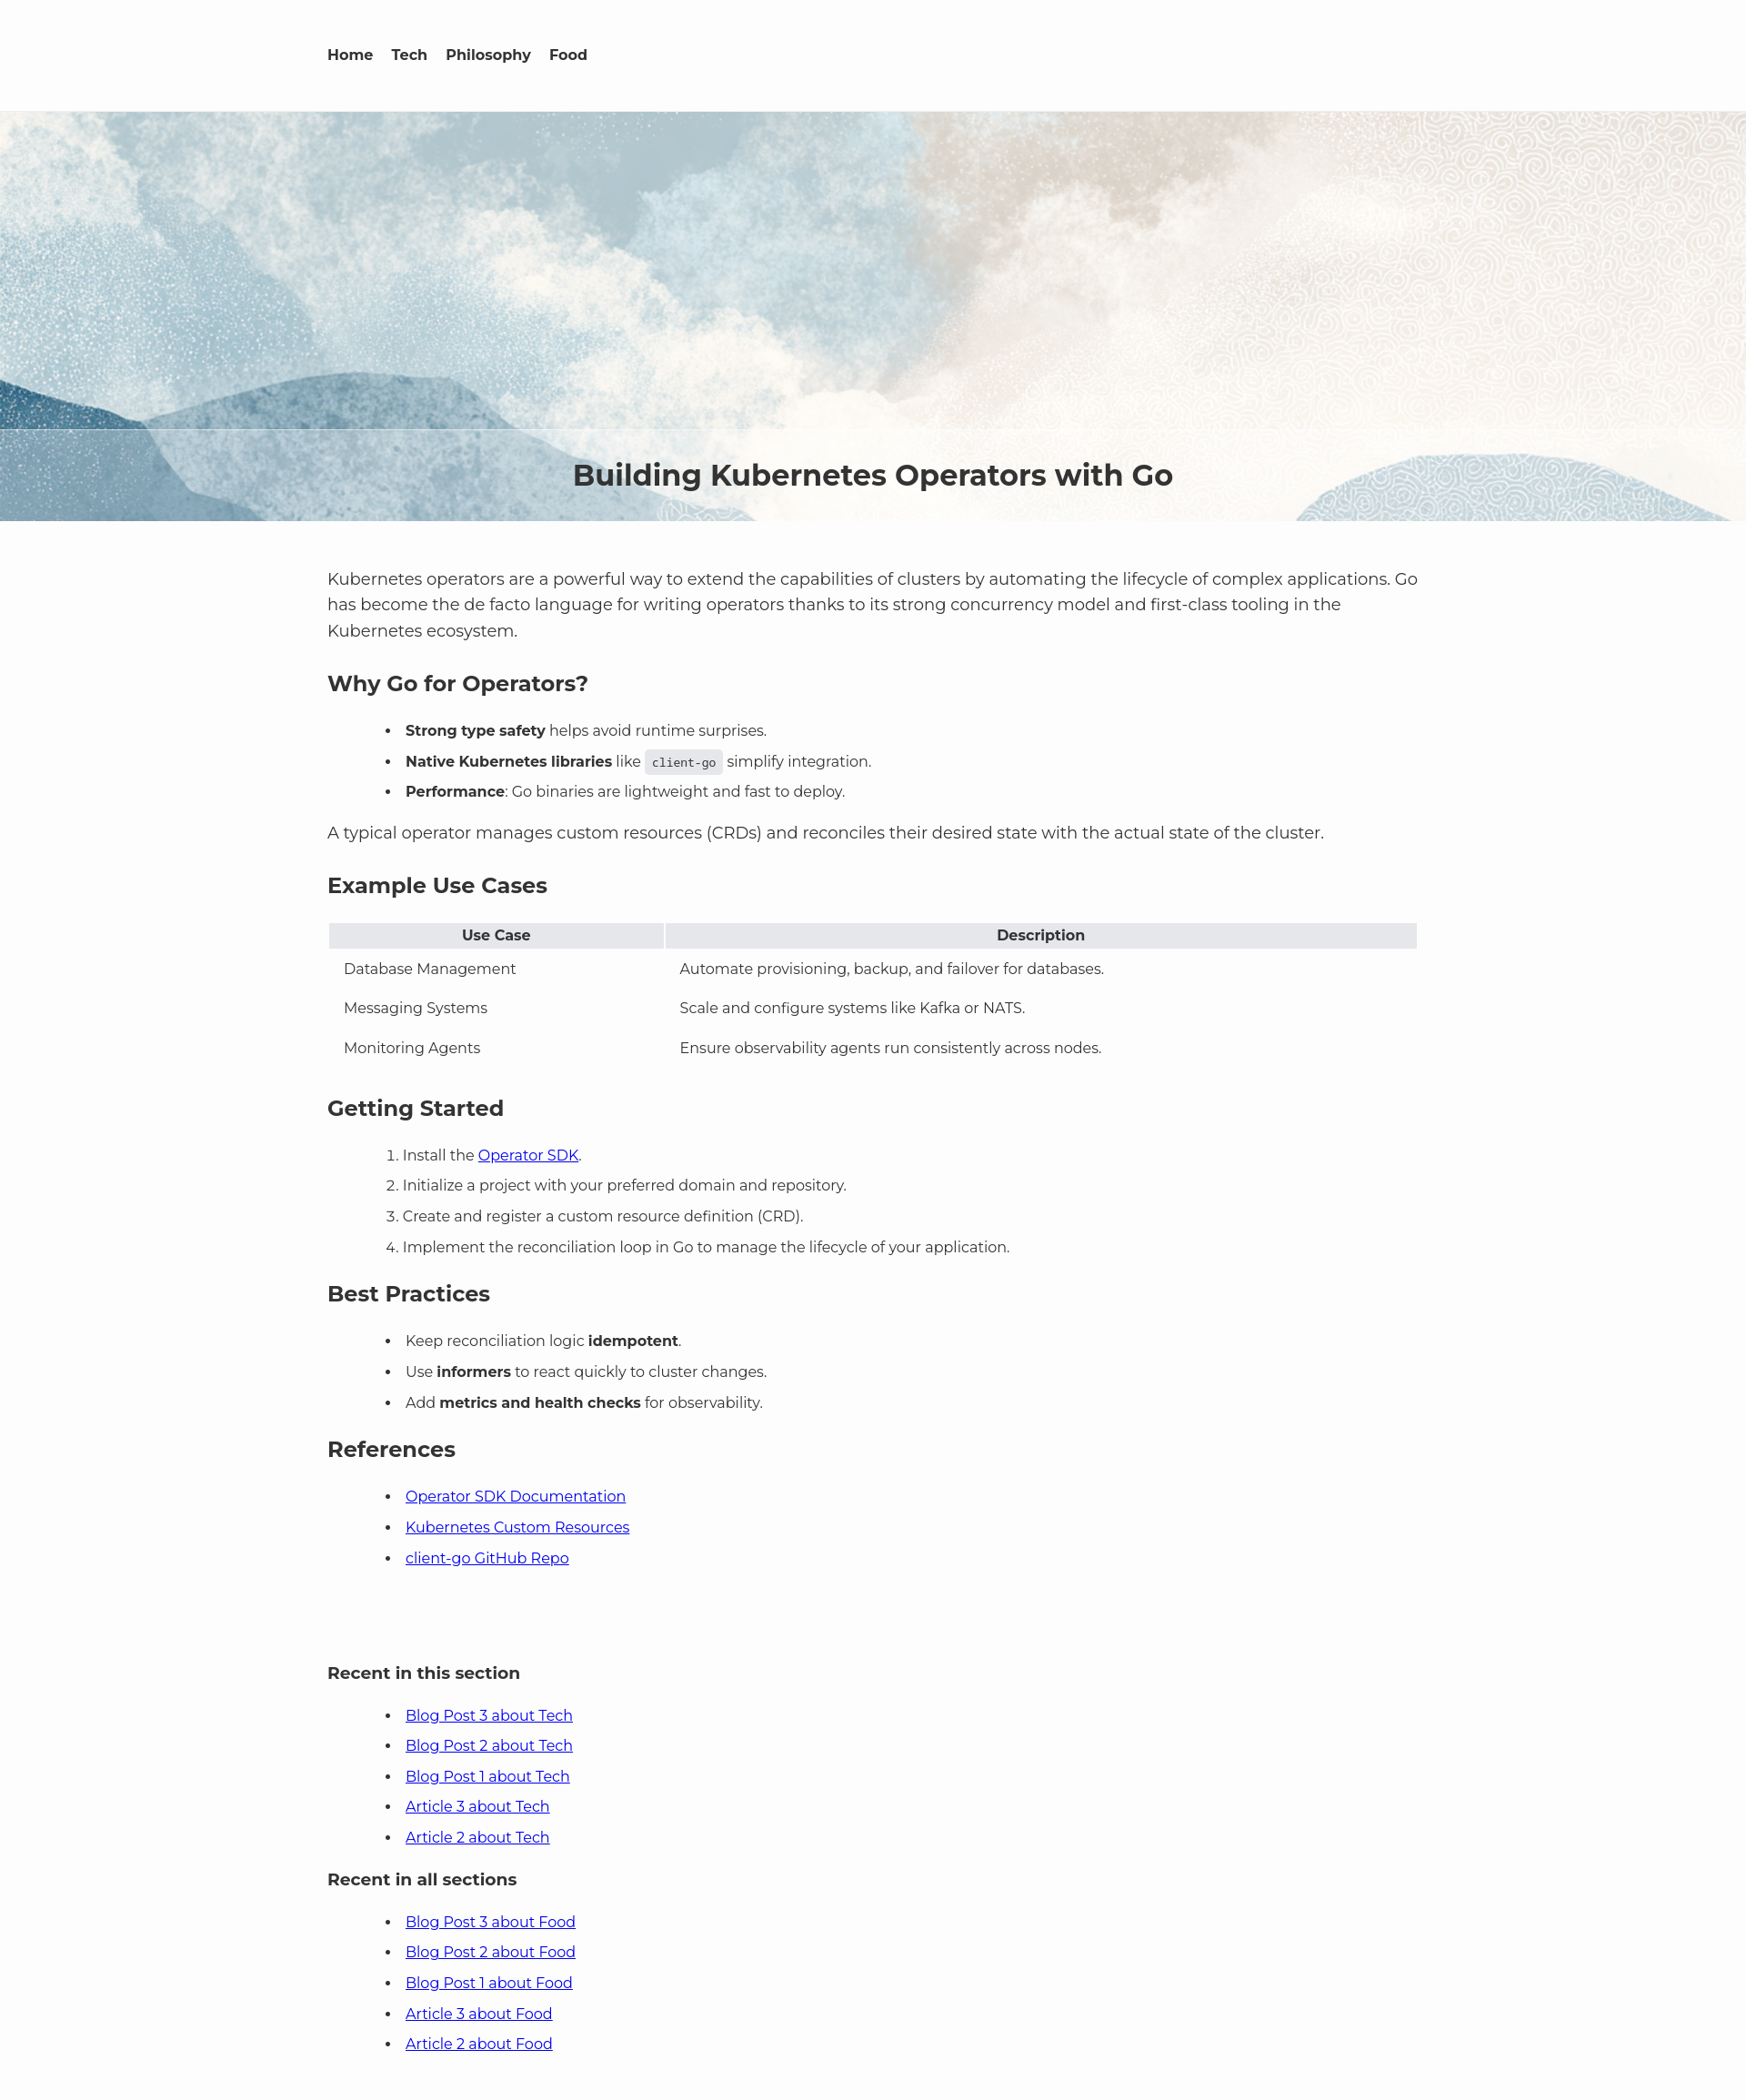 Home Tech Philosophy Food
Building Kubernetes Operators with Go
Kubernetes operators are a powerful way to extend the capabilities of clusters by automating the lifecycle of complex applications. Go
has become the de facto language for writing operators thanks to its strong concurrency model and first-class tooling in the
Kubernetes ecosystem.
Why Go for Operators?
• Strong type safety helps avoid runtime surprises.
• Native Kubernetes libraries like client-go simplify integration.
• Performance: Go binaries are lightweight and fast to deploy.
A typical operator manages custom resources (CRDs) and reconciles their desired state with the actual state of the cluster.
Example Use Cases
Use Case Description
Database Management Automate provisioning, backup, and failover for databases.
Messaging Systems Scale and configure systems like Kafka or NATS.
Monitoring Agents Ensure observability agents run consistently across nodes.
Getting Started
1. Install the Operator SDK.
2. Initialize a project with your preferred domain and repository.
3. Create and register a custom resource definition (CRD).
4. Implement the reconciliation loop in Go to manage the lifecycle of your application.
Best Practices
• Keep reconciliation logic idempotent.
• Use informers to react quickly to cluster changes.
• Add metrics and health checks for observability.
References
• Operator SDK Documentation
• Kubernetes Custom Resources
• client-go GitHub Repo
Recent in this section
• Blog Post 3 about Tech
• Blog Post 2 about Tech
• Blog Post 1 about Tech
• Article 3 about Tech
• Article 2 about Tech
Recent in all sections
• Blog Post 3 about Food
• Blog Post 2 about Food
• Blog Post 1 about Food
• Article 3 about Food
• Article 2 about Food